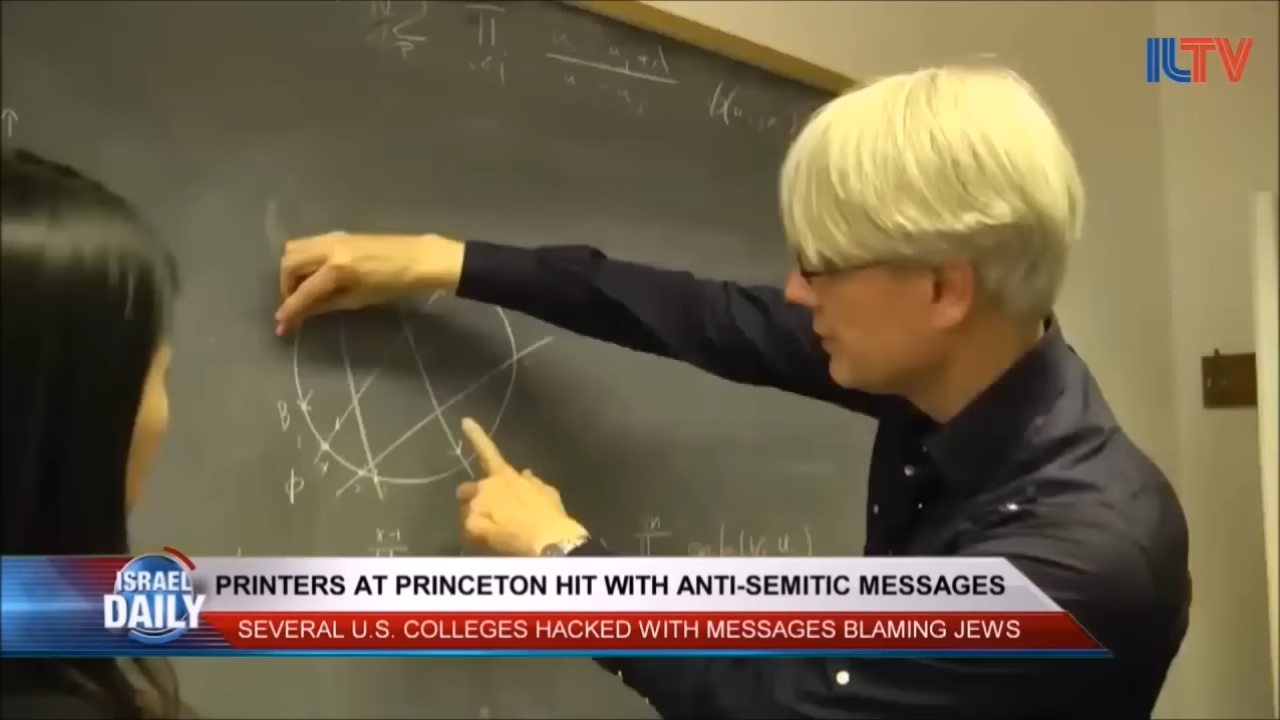 ILTV
B
φ
ISRAEL
DAILY
PRINTERS AT PRINCETON HIT WITH ANTI-SEMITIC MESSAGES
SEVERAL U.S. COLLEGES HACKED WITH MESSAGES BLAMING JEWS